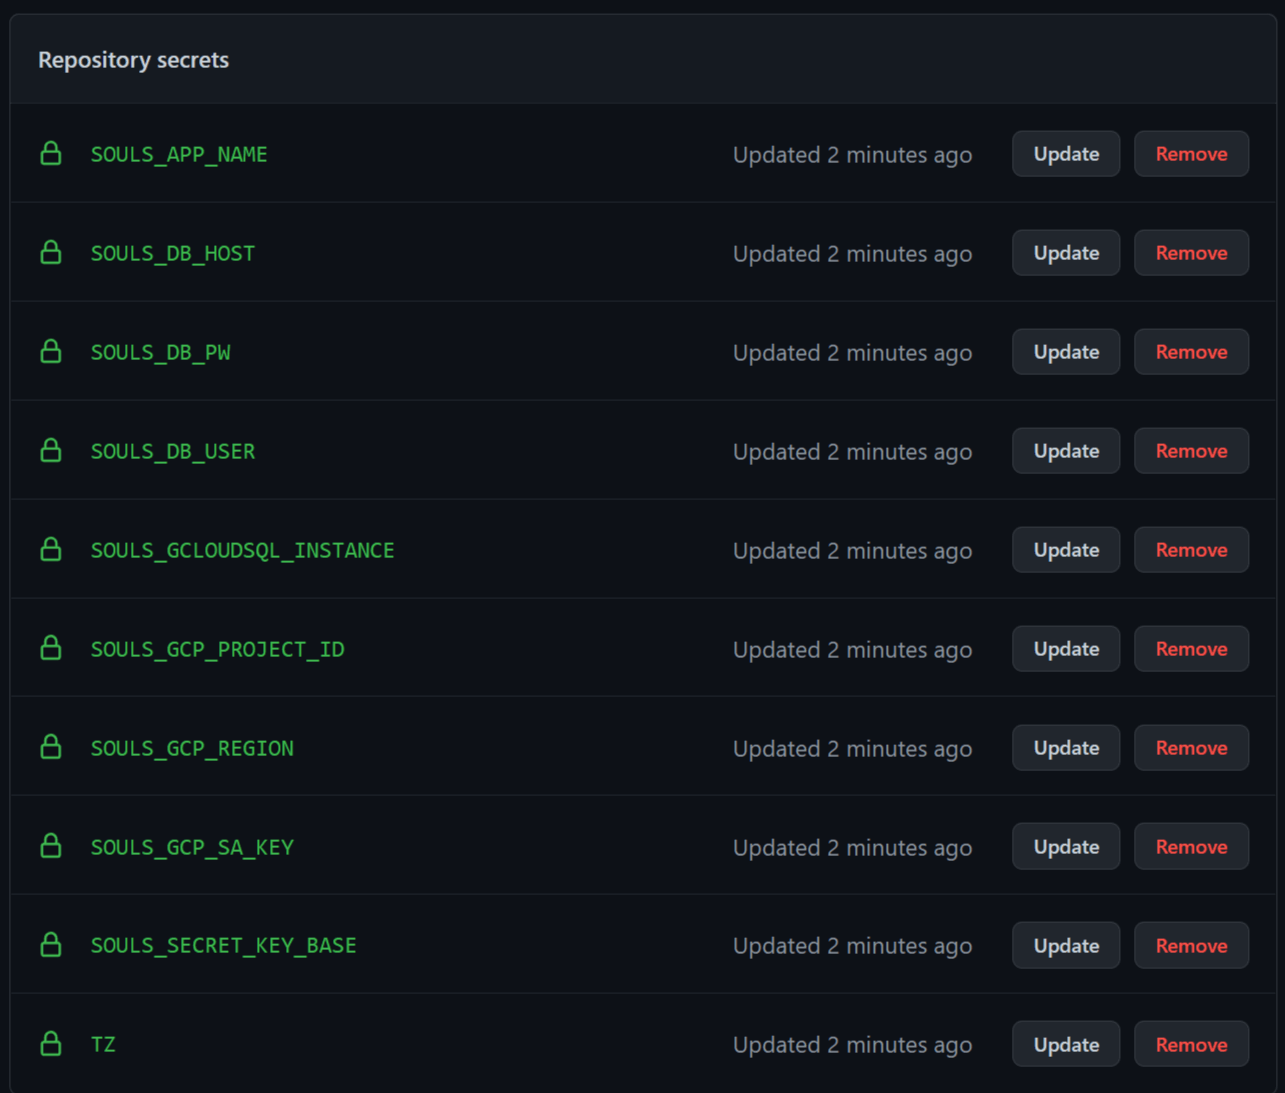 Repository secrets
SOULS_APP_NAME Updated 2 minutes ago Update Remove
SOULS_DB_HOST Updated 2 minutes ago Update Remove
SOULS_DB_PW Updated 2 minutes ago Update Remove
SOULS_DB_USER Updated 2 minutes ago Update Remove
SOULS_GCLOUDSQL_INSTANCE Updated 2 minutes ago Update Remove
SOULS_GCP_PROJECT_ID Updated 2 minutes ago Update Remove
SOULS_GCP_REGION Updated 2 minutes ago Update Remove
SOULS_GCP_SA_KEY Updated 2 minutes ago Update Remove
SOULS_SECRET_KEY_BASE Updated 2 minutes ago Update Remove
TZ Updated 2 minutes ago Update Remove